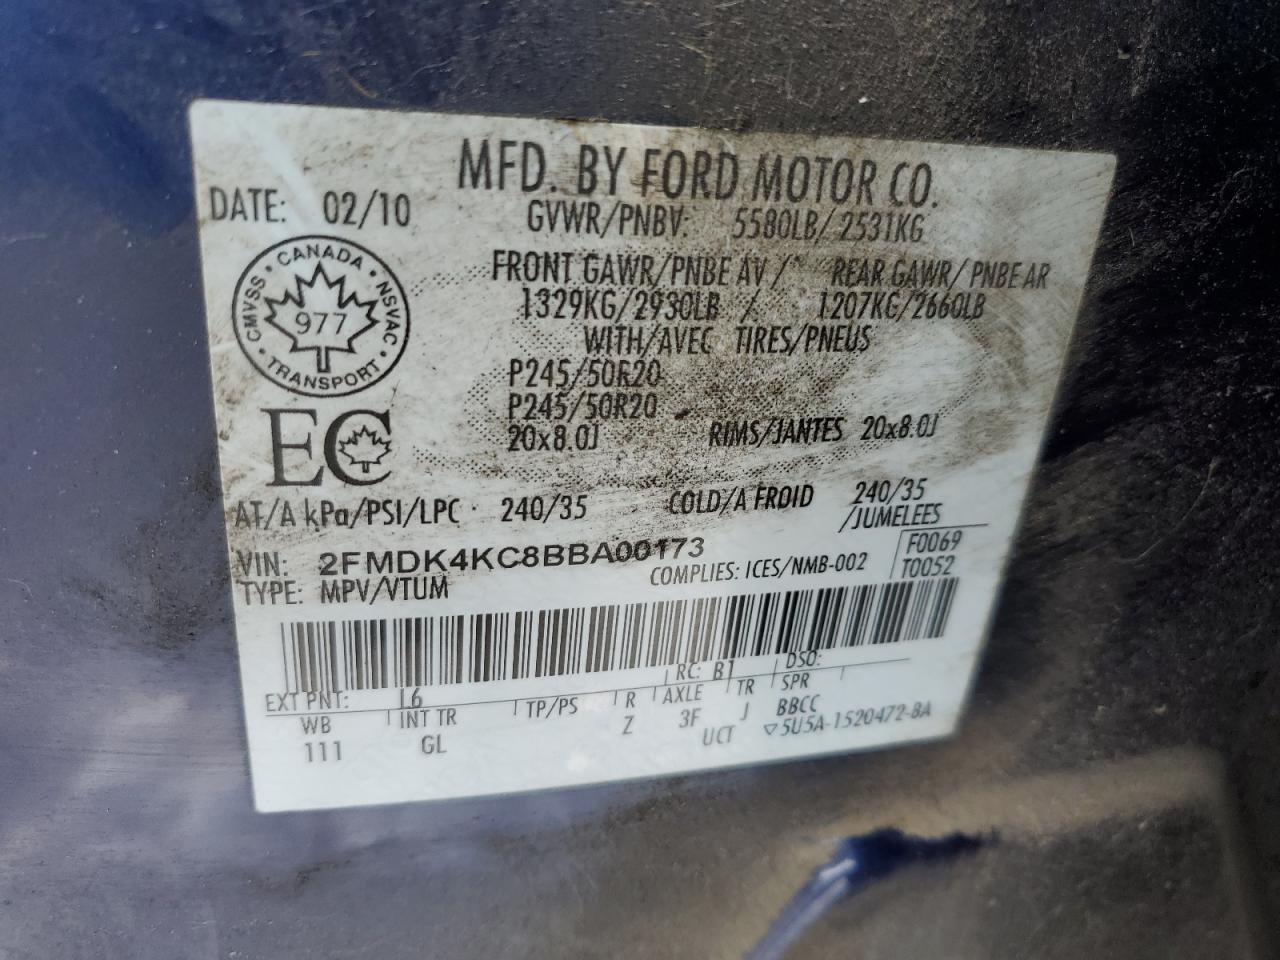 MFD. BY FORD MOTOR CO.
DATE: 02/10
GVWR/PNBV: 5580LB/2531KG
CANADA
CMVSS
NSVAC
977
TRANSPORT
FRONT GAWR/PNBE AV / REAR GAWR/PNBE AR
1329KG/2930LB / 1207KG/2660LB
WITH/AVEC TIRES/PNEUS
P245/50R20
P245/50R20
EC
20x8.0J RIMS/JANTES 20x8.0J
AT/A kPa/PSI/LPC 240/35 COLD/A FROID 240/35
/JUMELEES
VIN: 2FMDK4KC8BBA00173
F0069
TYPE: MPV/VTUM COMPLIES: ICES/NMB-002
T0052
RC: B1 DSO:
EXT PNT: L6
WB INT TR TP/PS R AXLE TR SPR
111 GL Z 3F J BBCC
UCT ▽5U5A-1520472-BA